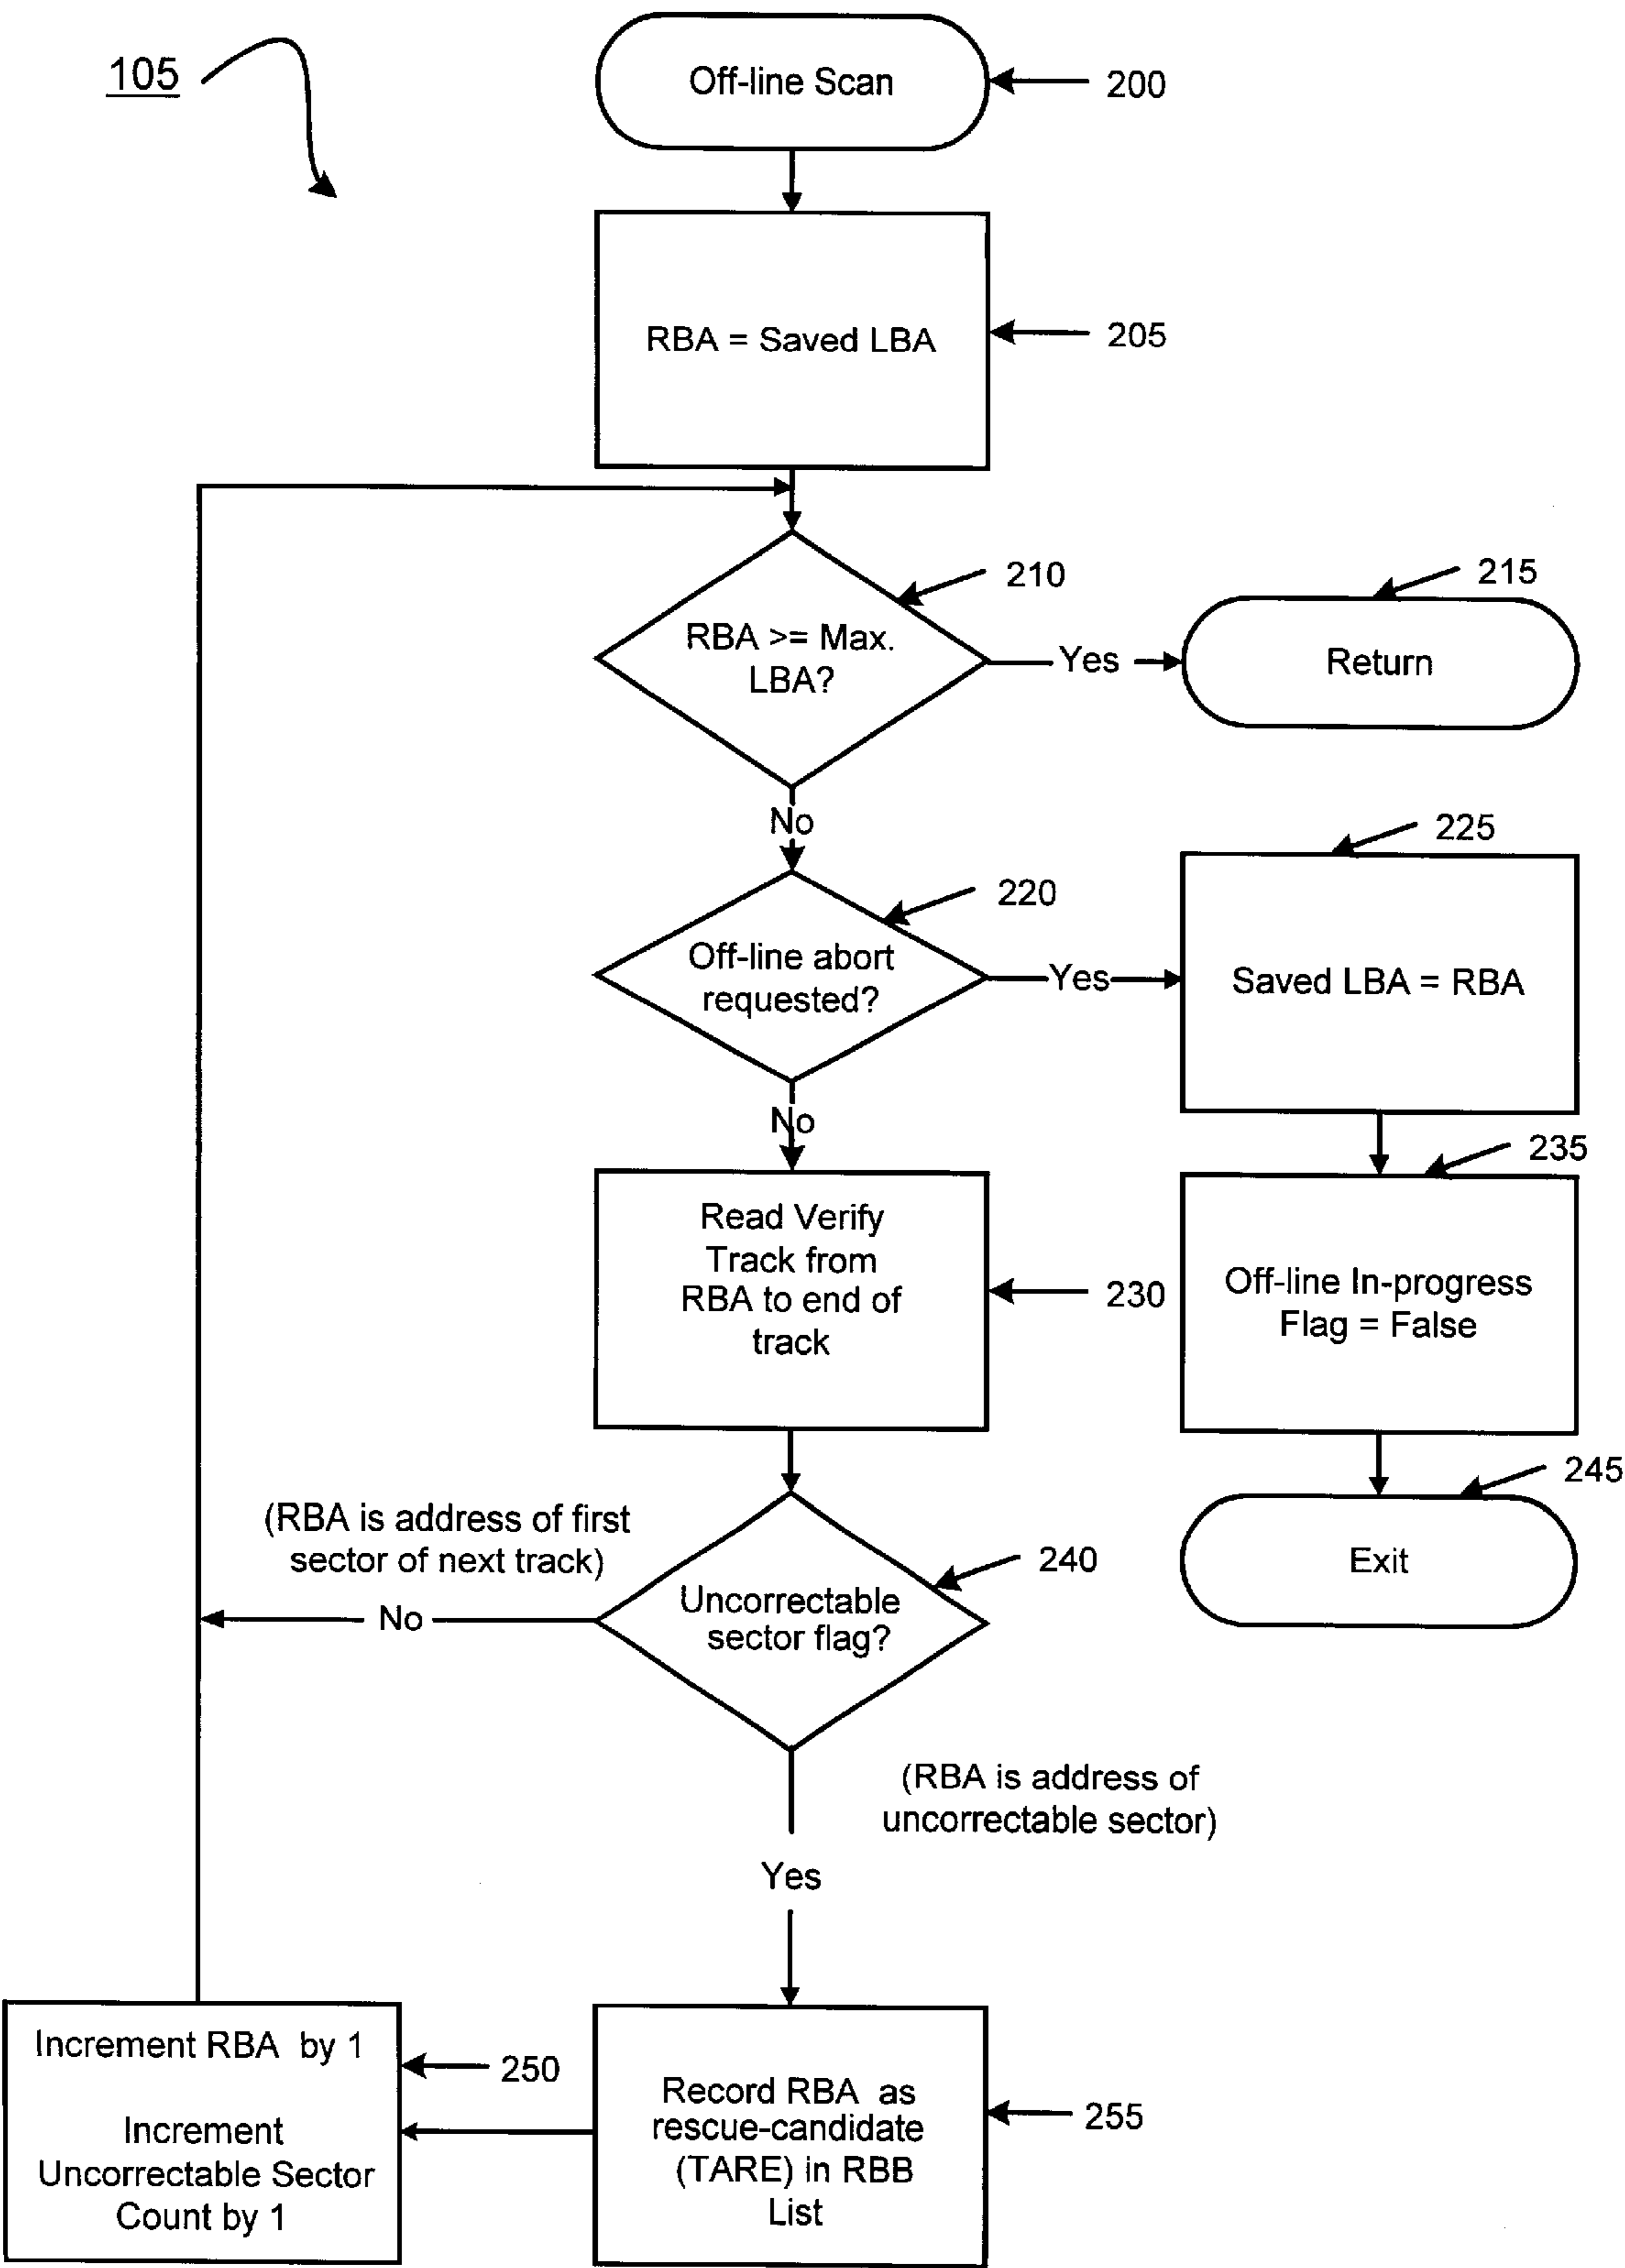 105
Off-line Scan
200
RBA = Saved LBA
205
210
RBA >= Max.
LBA?
Yes
215
Return
No
220
Off-line abort
requested?
Yes
225
Saved LBA = RBA
No
Read Verify
Track from
RBA to end of
track
230
235
Off-line In-progress
Flag = False
245
Exit
(RBA is address of first
sector of next track)
240
Uncorrectable
sector flag?
No
(RBA is address of
uncorrectable sector)
Yes
Increment RBA by 1
Increment
Uncorrectable Sector
Count by 1
250
Record RBA as
rescue-candidate
(TARE) in RBB
List
255